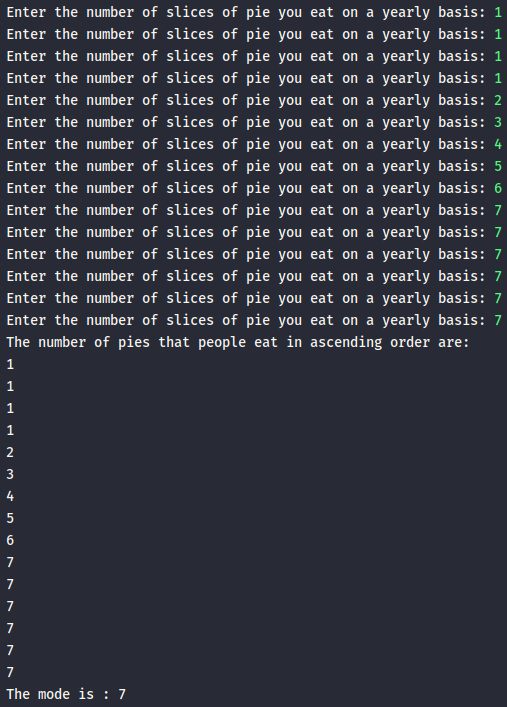 Enter the number of slices of pie you eat on a yearly basis: 1
Enter the number of slices of pie you eat on a yearly basis: 1
Enter the number of slices of pie you eat on a yearly basis: 1
Enter the number of slices of pie you eat on a yearly basis: 1
Enter the number of slices of pie you eat on a yearly basis: 2
Enter the number of slices of pie you eat on a yearly basis: 3
Enter the number of slices of pie you eat on a yearly basis: 4
Enter the number of slices of pie you eat on a yearly basis: 5
Enter the number of slices of pie you eat on a yearly basis: 6
Enter the number of slices of pie you eat on a yearly basis: 7
Enter the number of slices of pie you eat on a yearly basis: 7
Enter the number of slices of pie you eat on a yearly basis: 7
Enter the number of slices of pie you eat on a yearly basis: 7
Enter the number of slices of pie you eat on a yearly basis: 7
Enter the number of slices of pie you eat on a yearly basis: 7
The number of pies that people eat in ascending order are:
1
1
1
1
2
3
4
5
6
7
7
7
7
7
7
The mode is : 7